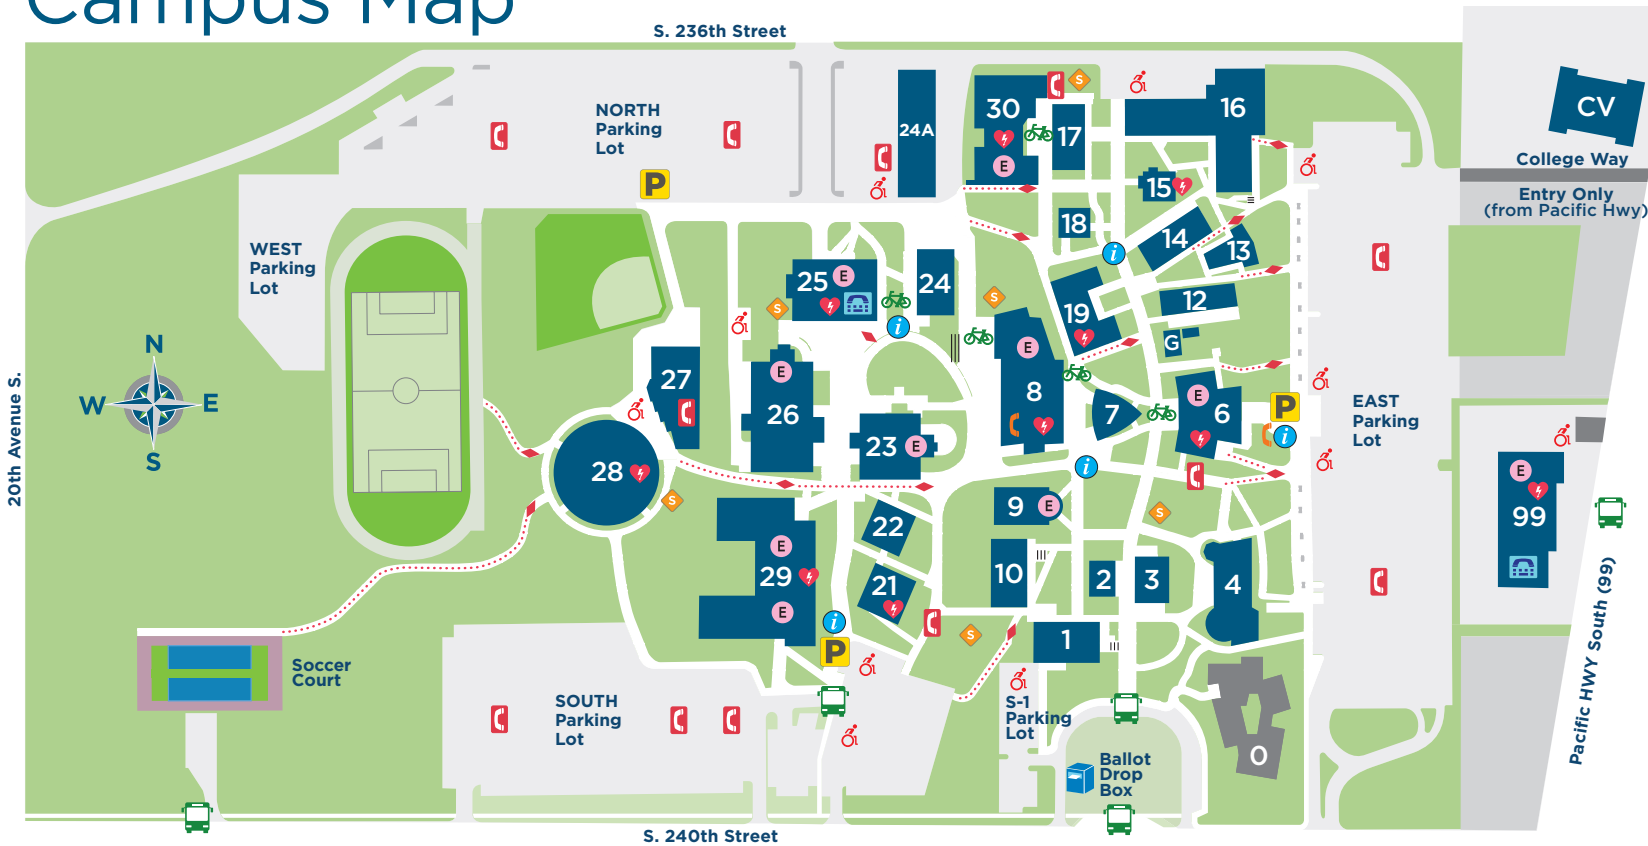 Campus Map
S. 236th Street
20th Avenue S.
NORTH
Parking
Lot
P
24A
30
E
S
17
16
CV
College Way
Entry Only
(from Pacific Hwy)
15
18
14
13
i
WEST
Parking
Lot
25
E
24
S
i
S
19
12
G
N
W
E
S
27
E
26
23
E
E
8
7
E
6
P
i
EAST
Parking
Lot
28
S
i
9
E
S
E
99
22
E
29
E
21
10
2
3
4
i
P
S
1
Soccer
Court
SOUTH
Parking
Lot
S-1
Parking
Lot
0
Ballot
Drop
Box
Pacific HWY South (99)
S. 240th Street